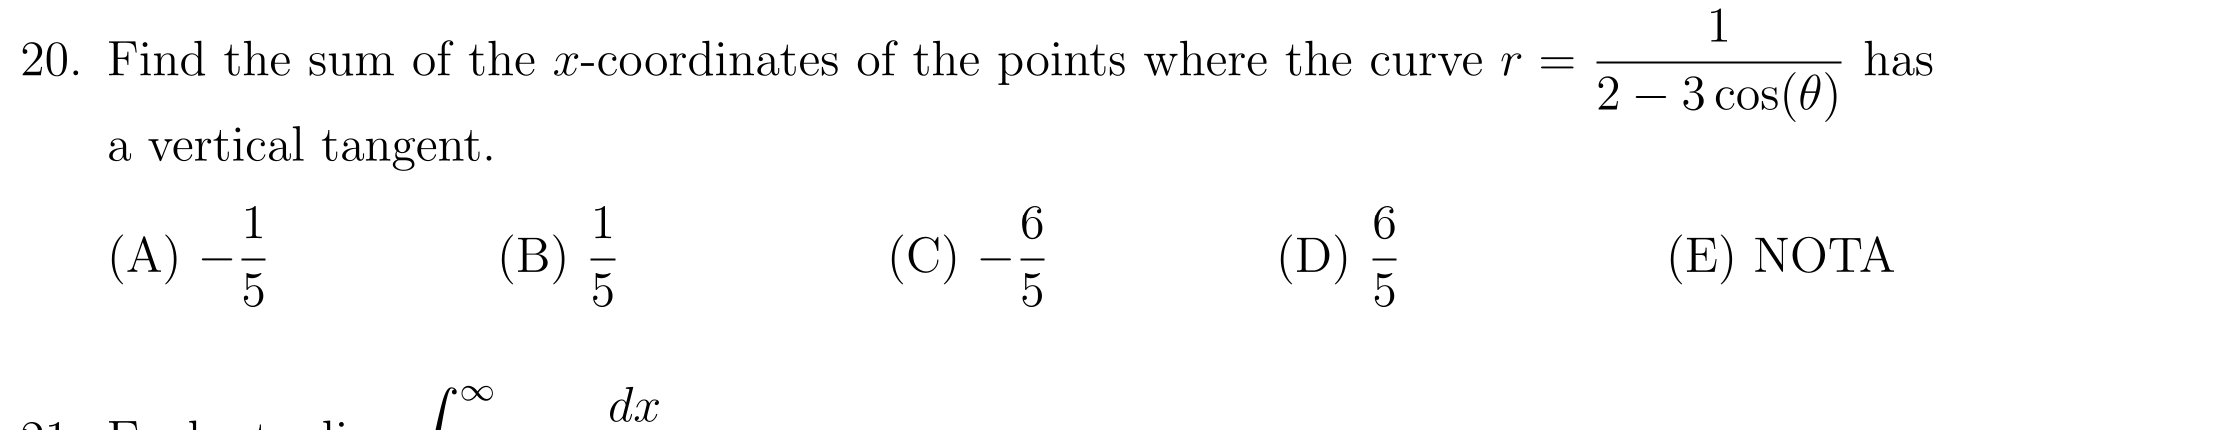 20. Find the sum of the x-coordinates of the points where the curve r = 1/(2 − 3 cos(θ)) has
a vertical tangent.
(A) −1/5 (B) 1/5 (C) −6/5 (D) 6/5 (E) NOTA
∞ dx